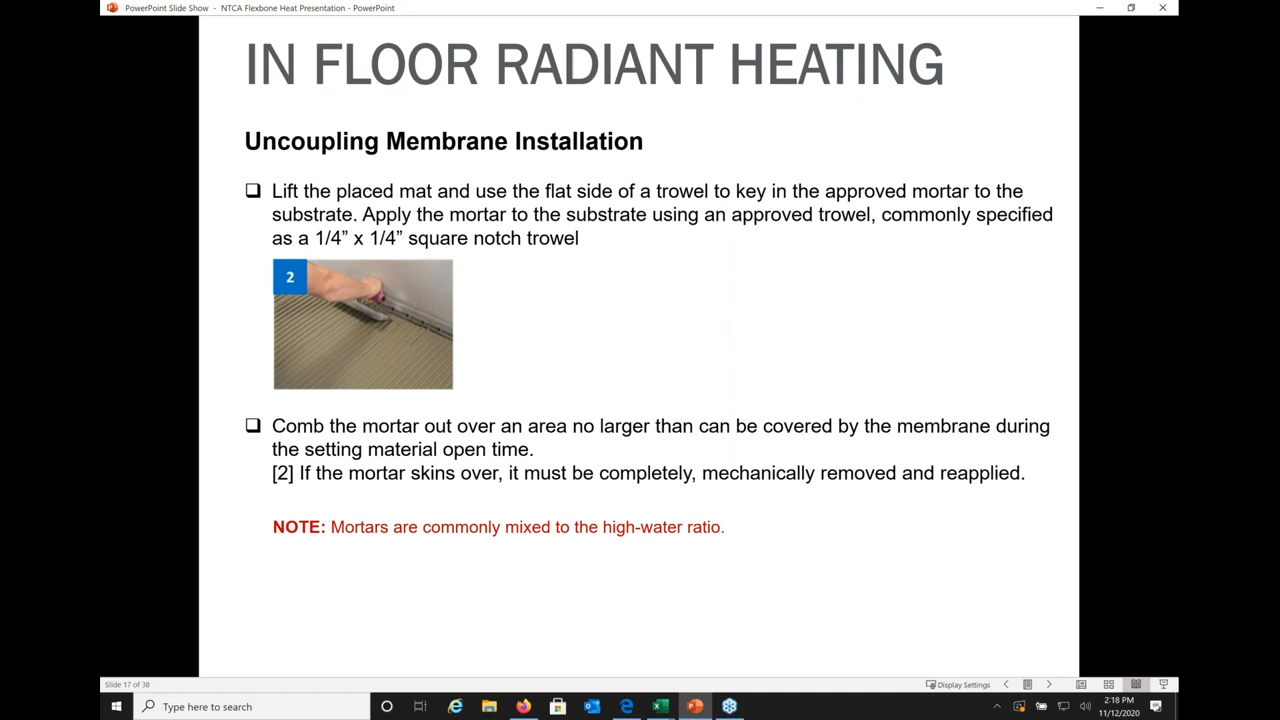 PowerPoint Slide Show - NTCA Flexbone Heat Presentation - PowerPoint
IN FLOOR RADIANT HEATING
Uncoupling Membrane Installation
Lift the placed mat and use the flat side of a trowel to key in the approved mortar to the
substrate. Apply the mortar to the substrate using an approved trowel, commonly specified
as a 1/4” x 1/4” square notch trowel
2
Comb the mortar out over an area no larger than can be covered by the membrane during
the setting material open time.
[2] If the mortar skins over, it must be completely, mechanically removed and reapplied.
NOTE: Mortars are commonly mixed to the high-water ratio.
Slide 17 of 38
Display Settings
Type here to search
2:18 PM
11/12/2020